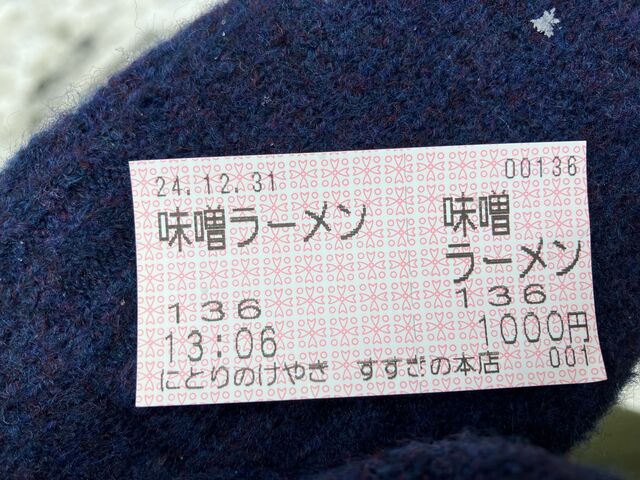 24.12.31 00136
味噌ラーメン 味噌
ラーメン
136 136
13:06 1000円
にとりのけやき すすきの本店 001